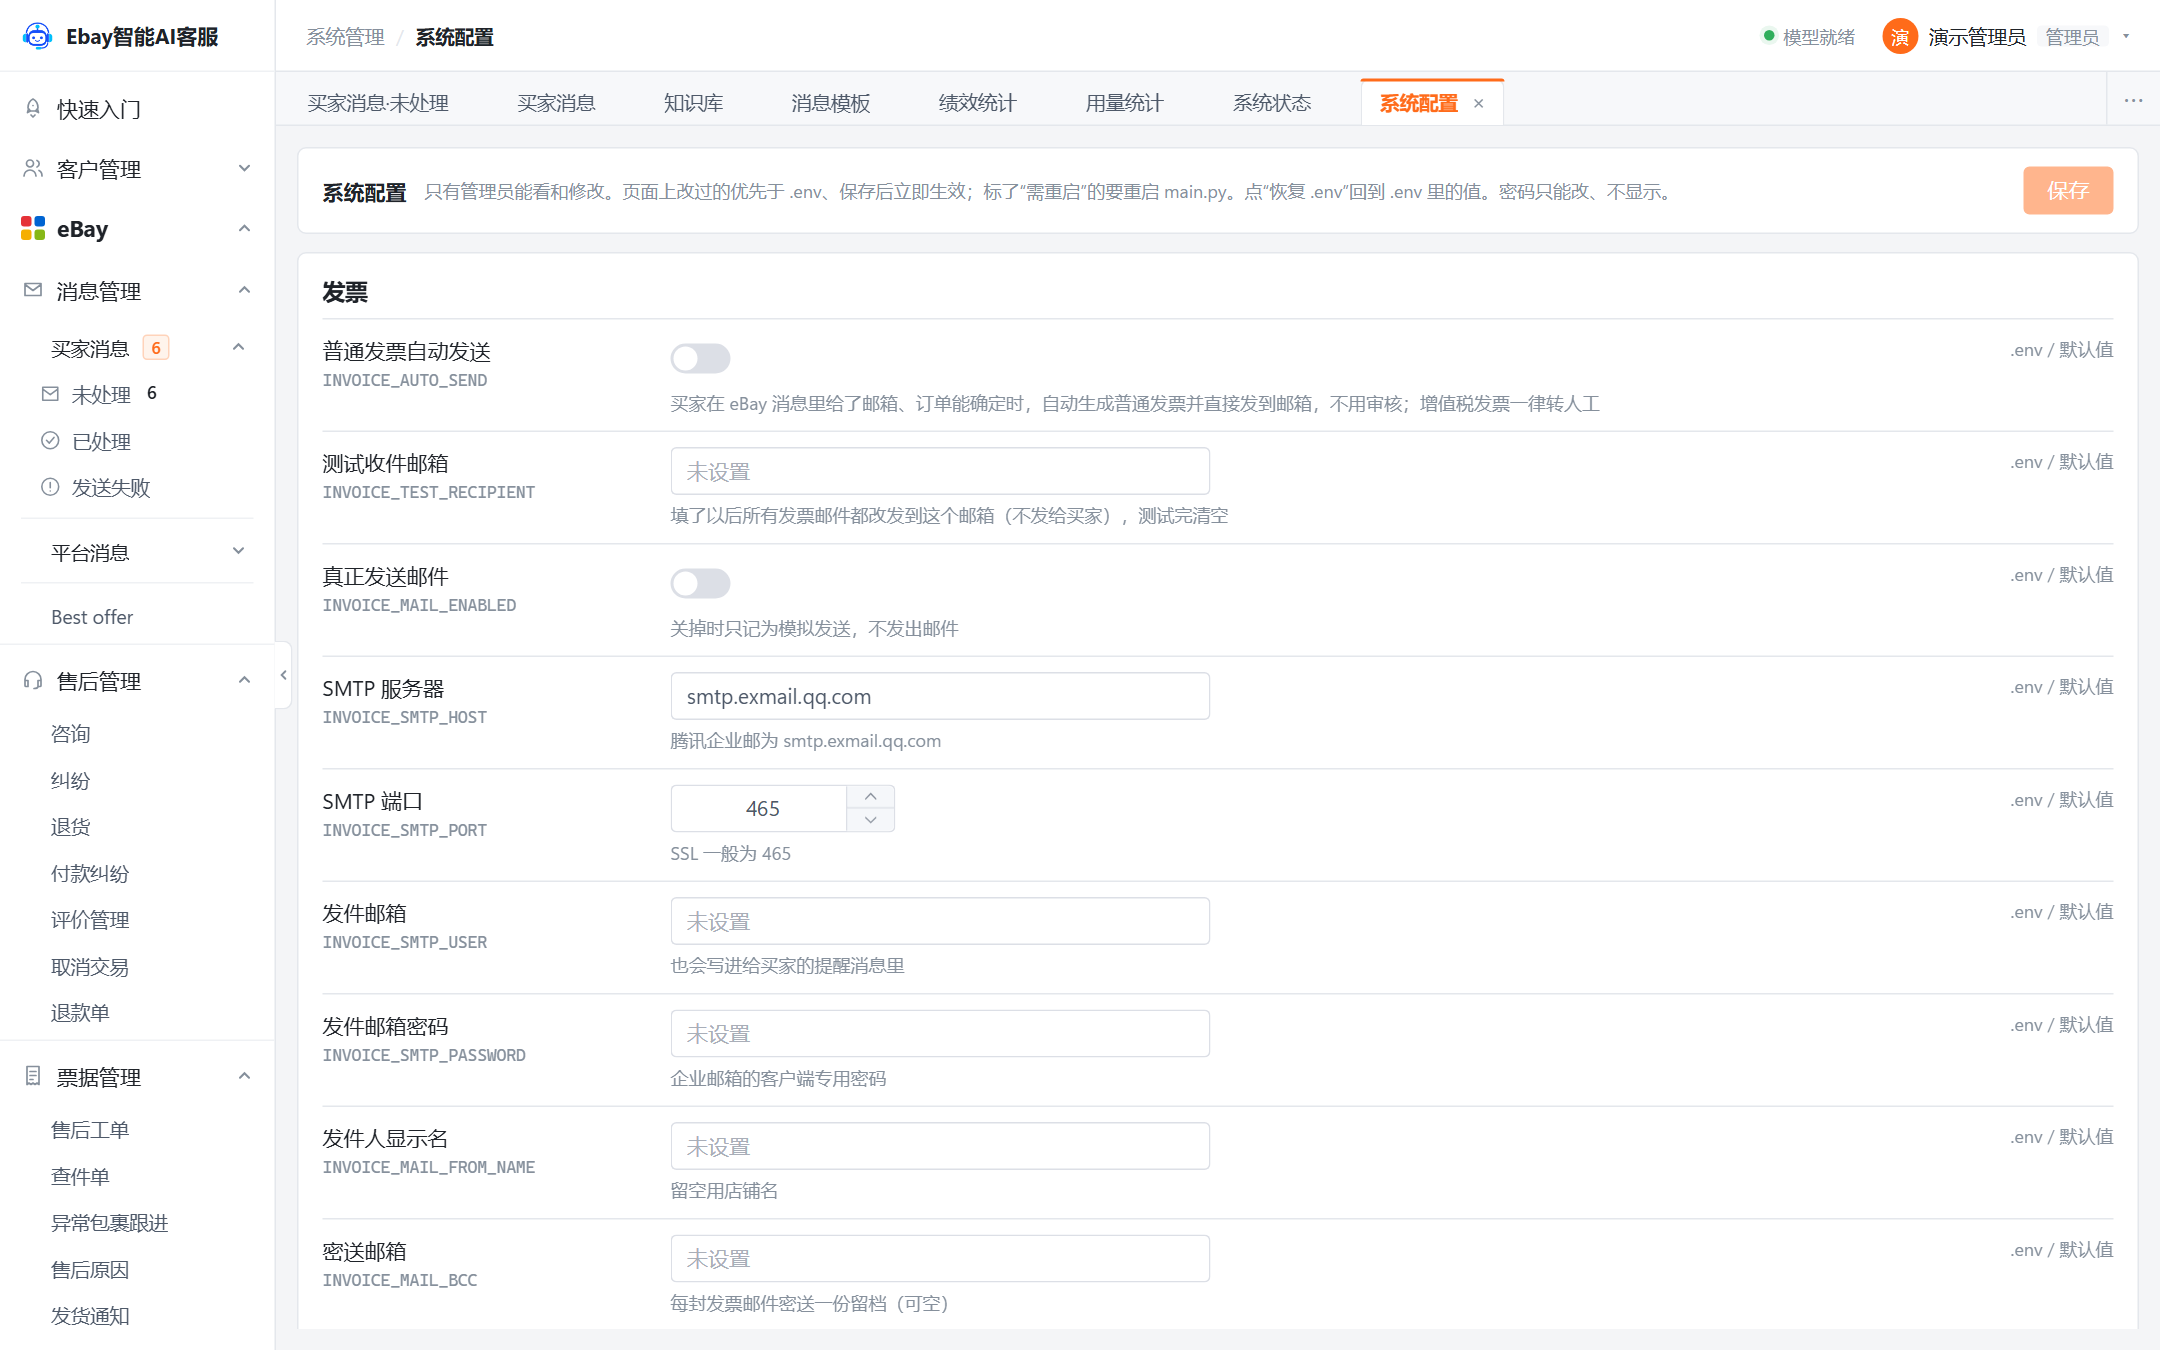 Ebay智能AI客服
系统管理 / 系统配置
模型就绪
演 演示管理员 管理员
快速入门
客户管理
eBay
消息管理
买家消息 6
未处理 6
已处理
发送失败
平台消息
Best offer
售后管理
咨询
纠纷
退货
付款纠纷
评价管理
取消交易
退款单
票据管理
售后工单
查件单
异常包裹跟进
售后原因
发货通知
买家消息·未处理 买家消息 知识库 消息模板 绩效统计 用量统计 系统状态 系统配置 × ···
系统配置 只有管理员能看和修改。页面上改过的优先于 .env、保存后立即生效；标了“需重启”的要重启 main.py。点“恢复 .env”回到 .env 里的值。密码只能改、不显示。
保存
发票
普通发票自动发送
INVOICE_AUTO_SEND
.env / 默认值
买家在 eBay 消息里给了邮箱、订单能确定时，自动生成普通发票并直接发到邮箱，不用审核；增值税发票一律转人工
测试收件邮箱
INVOICE_TEST_RECIPIENT
未设置
.env / 默认值
填了以后所有发票邮件都改发到这个邮箱（不发给买家），测试完清空
真正发送邮件
INVOICE_MAIL_ENABLED
.env / 默认值
关掉时只记为模拟发送，不发出邮件
SMTP 服务器
INVOICE_SMTP_HOST
smtp.exmail.qq.com
.env / 默认值
腾讯企业邮为 smtp.exmail.qq.com
SMTP 端口
INVOICE_SMTP_PORT
465
.env / 默认值
SSL 一般为 465
发件邮箱
INVOICE_SMTP_USER
未设置
.env / 默认值
也会写进给买家的提醒消息里
发件邮箱密码
INVOICE_SMTP_PASSWORD
未设置
.env / 默认值
企业邮箱的客户端专用密码
发件人显示名
INVOICE_MAIL_FROM_NAME
未设置
.env / 默认值
留空用店铺名
密送邮箱
INVOICE_MAIL_BCC
未设置
.env / 默认值
每封发票邮件密送一份留档（可空）